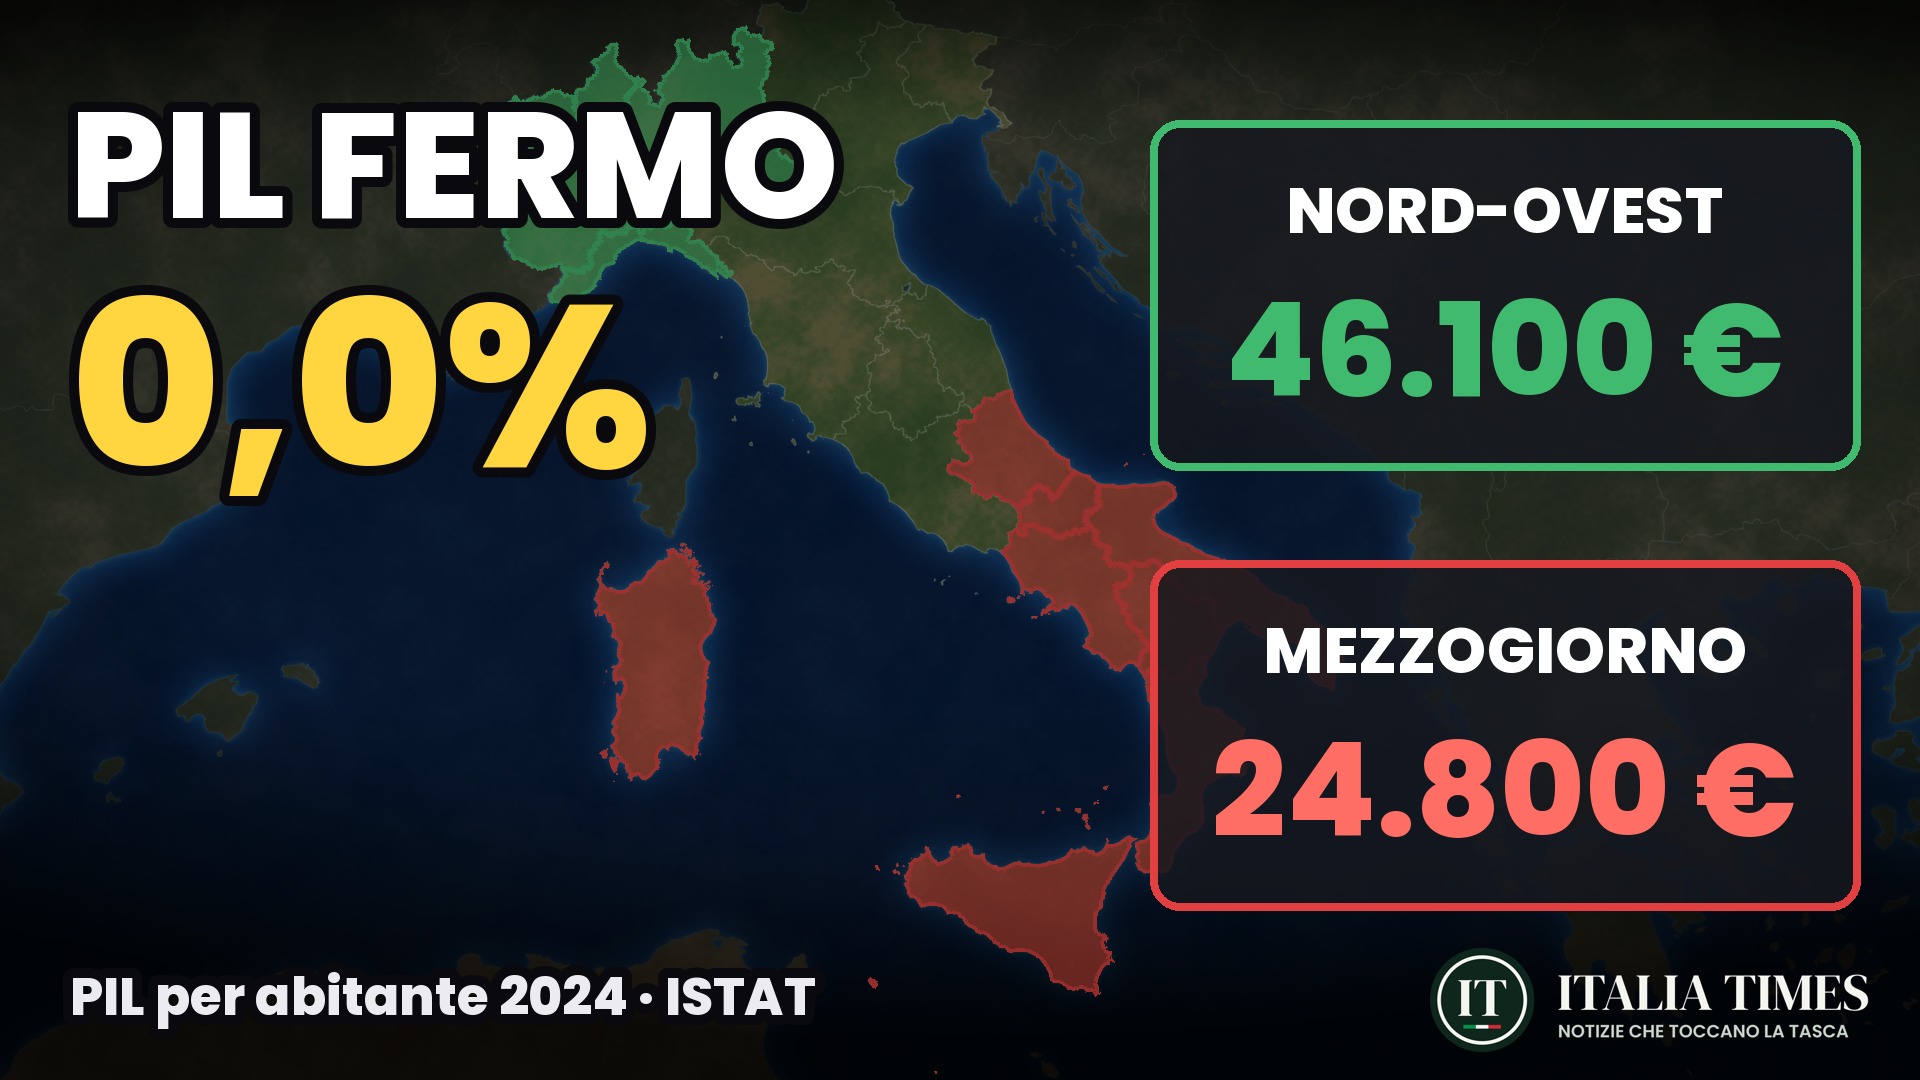 PIL FERMO
0,0%
NORD-OVEST
46.100 €
MEZZOGIORNO
24.800 €
PIL per abitante 2024 • ISTAT
IT
ITALIA TIMES
NOTIZIE CHE TOCCANO LA TASCA